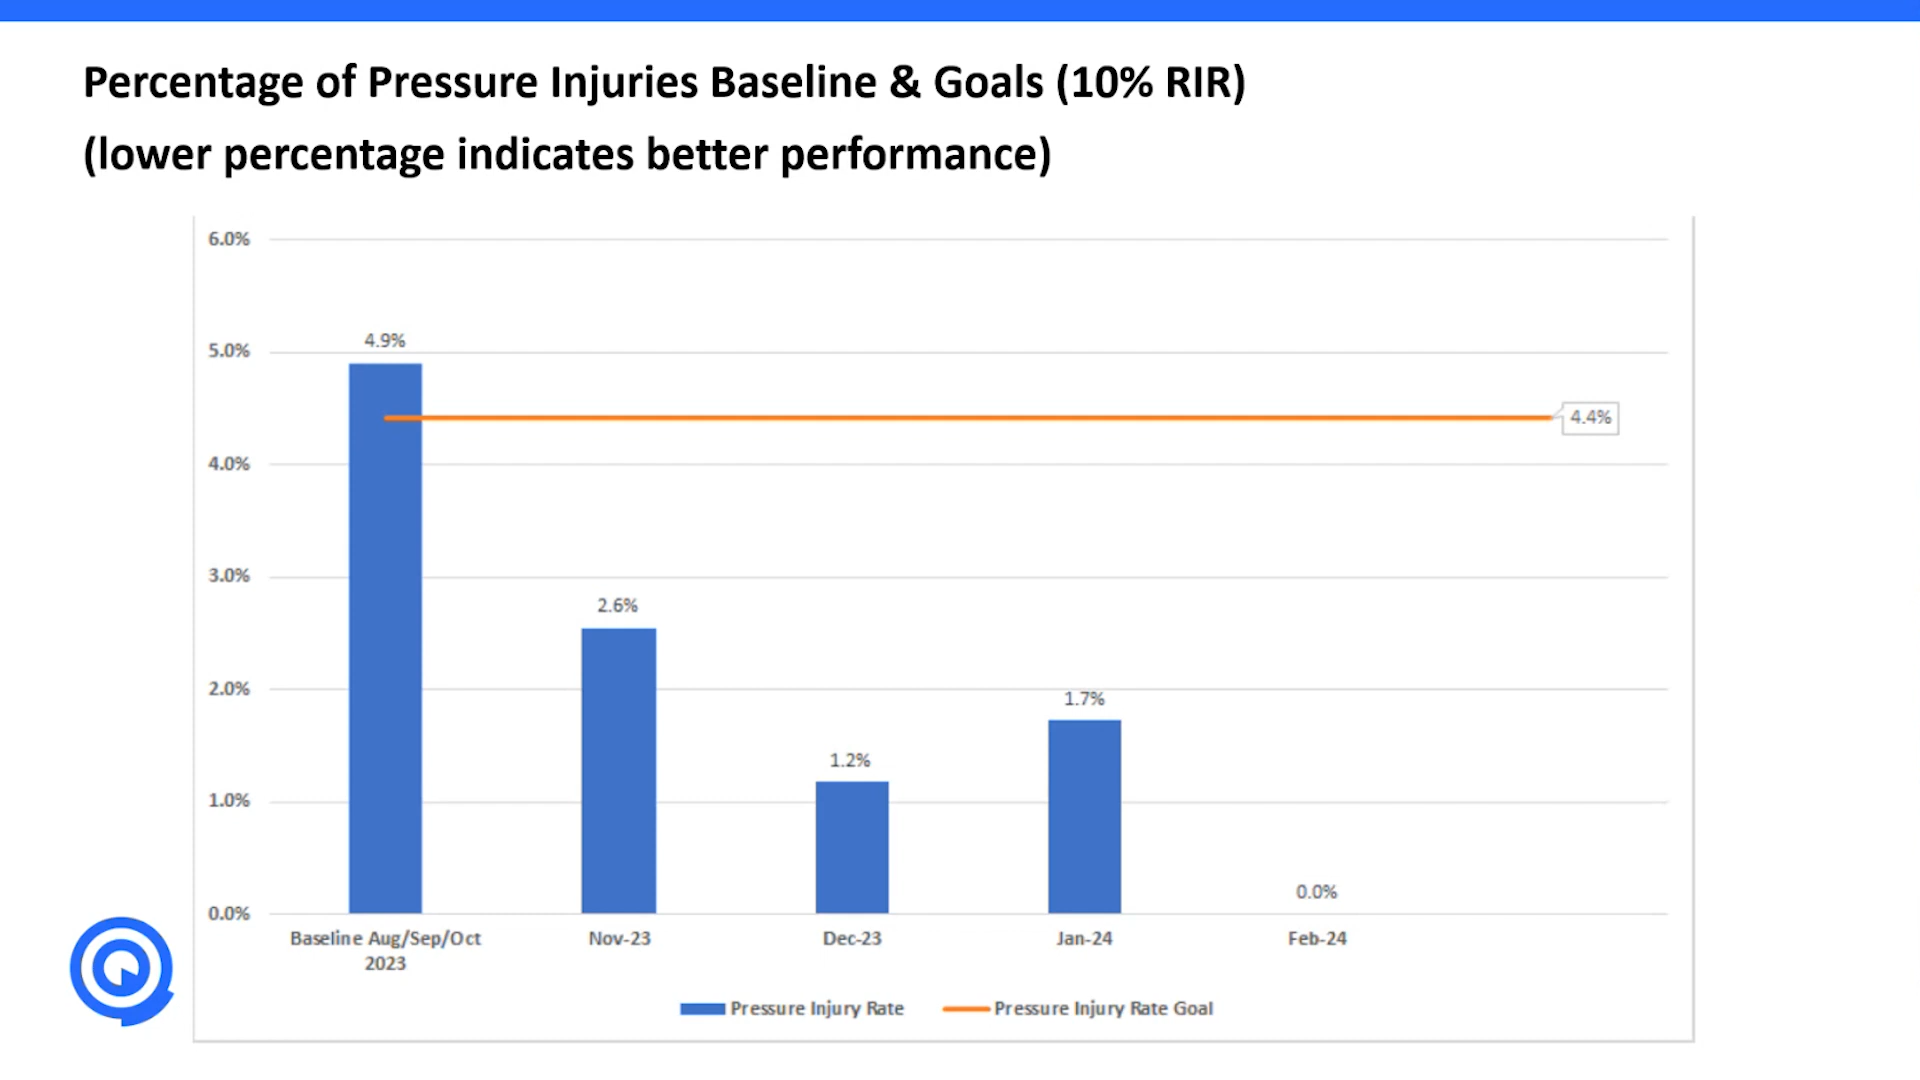 Percentage of Pressure Injuries Baseline & Goals (10% RIR)
(lower percentage indicates better performance)
6.0%
5.0%
4.0%
3.0%
2.0%
1.0%
0.0%
4.9%
2.6%
1.2%
1.7%
0.0%
4.4%
Baseline Aug/Sep/Oct
2023
Nov-23
Dec-23
Jan-24
Feb-24
Pressure Injury Rate
Pressure Injury Rate Goal